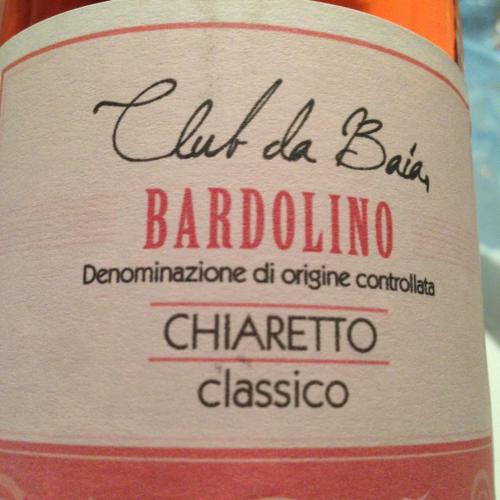 Club da Baia,
BARDOLINO
Denominazione di origine controllata
CHIARETTO
classico